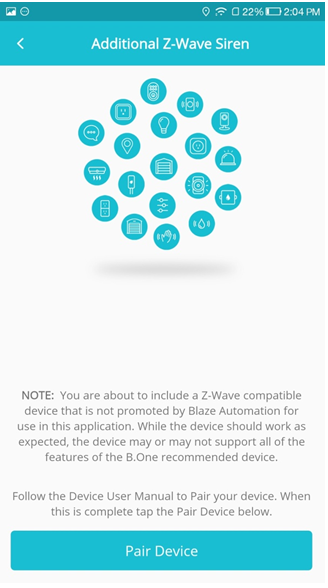 22% 2:04 PM
Additional Z-Wave Siren
NOTE: You are about to include a Z-Wave compatible
device that is not promoted by Blaze Automation for
use in this application. While the device should work as
expected, the device may or may not support all of the
features of the B.One recommended device.
Follow the Device User Manual to Pair your device. When
this is complete tap the Pair Device below.
Pair Device